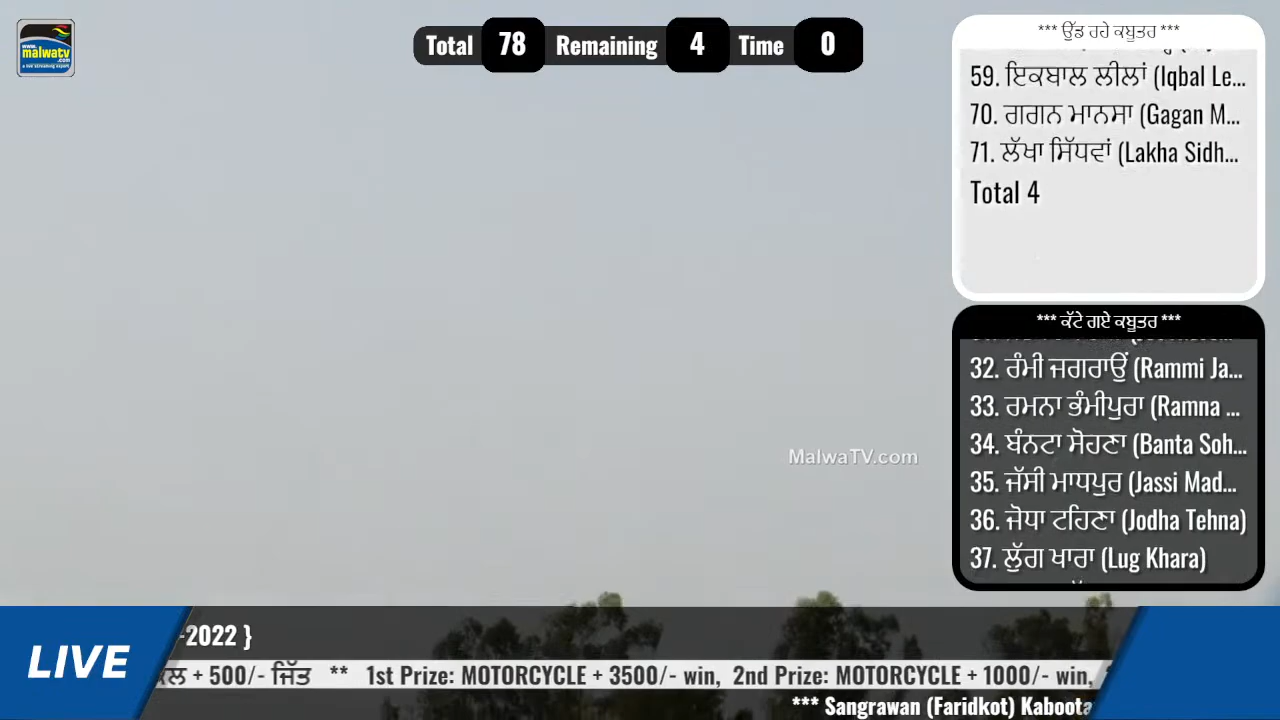 www.
malwatv
.com
Total 78 Remaining 4 Time 0
*** ਉੱਡ ਰਹੇ ਕਬੂਤਰ ***
59. ਇਕਬਾਲ ਲੀਲਾਂ (Iqbal Le...
70. ਗਗਨ ਮਾਨਸਾ (Gagan M...
71. ਲੱਖਾ ਸਿੱਧਵਾਂ (Lakha Sidh...
Total 4
*** ਕੱਟੇ ਗਏ ਕਬੂਤਰ ***
32. ਰੰਮੀ ਜਗਰਾਉਂ (Rammi Ja...
33. ਰਮਨਾ ਭੰਮੀਪੁਰਾ (Ramna ...
34. ਬੰਨਟਾ ਸੋਹਣਾ (Banta Soh...
35. ਜੱਸੀ ਮਾਧਪੁਰ (Jassi Mad...
36. ਜੋਧਾ ਟਹਿਣਾ (Jodha Tehna)
37. ਲੁੱਗ ਖਾਰਾ (Lug Khara)
MalwaTV.com
-2022 }
LIVE
ਕਲ + 500/- ਜਿੱਤ ** 1st Prize: MOTORCYCLE + 3500/- win, 2nd Prize: MOTORCYCLE + 1000/- win,
*** Sangrawan (Faridkot) Kaboota